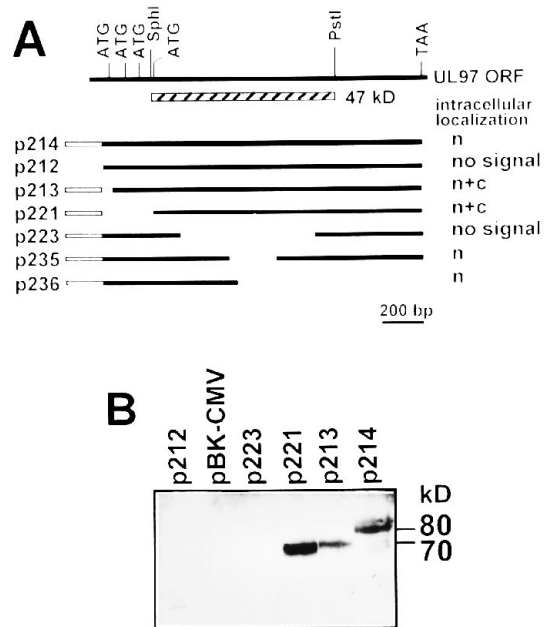 A
ATG
ATG
ATG
SphI
ATG
PstI
TAA
UL97 ORF
47 kD
intracellular
localization
p214 n
p212 no signal
p213 n+c
p221 n+c
p223 no signal
p235 n
p236 n
200 bp
B
p212
pBK-CMV
p223
p221
p213
p214
kD
80
70